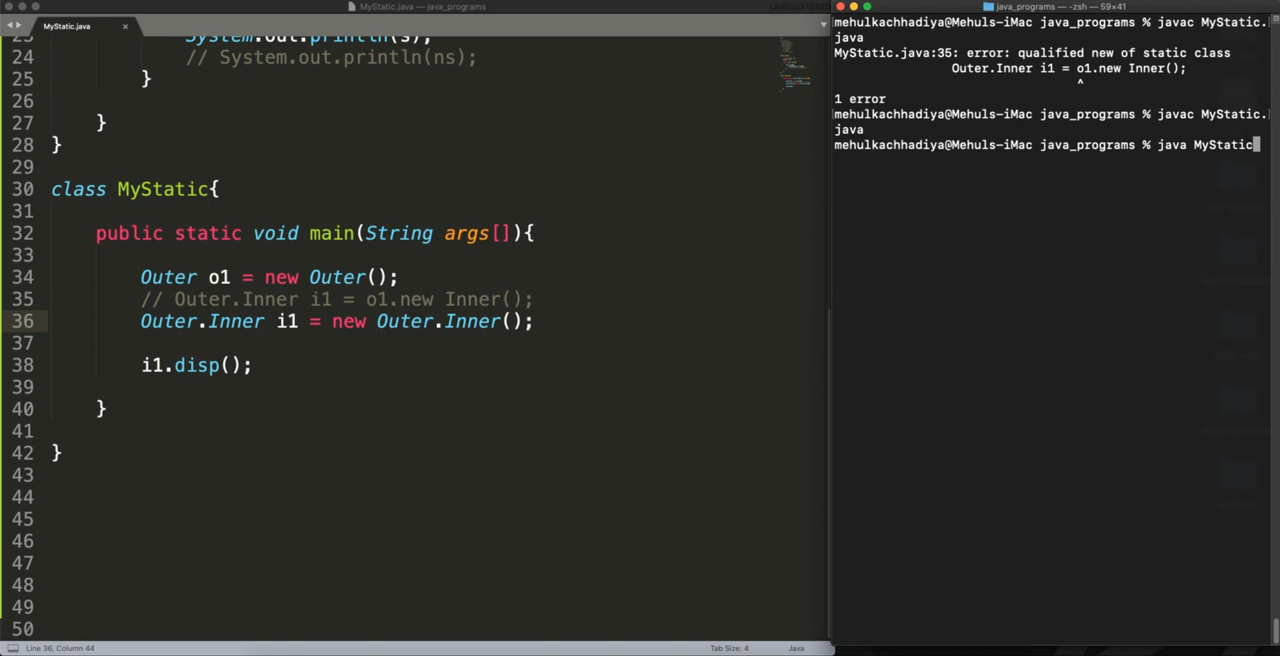 MyStatic.java — java_programs
UNREGISTERED
MyStatic.java ×
23 System.out.println(s);
24 // System.out.println(ns);
25 }
26
27 }
28 }
29
30 class MyStatic{
31
32 public static void main(String args[]){
33
34 Outer o1 = new Outer();
35 // Outer.Inner i1 = o1.new Inner();
36 Outer.Inner i1 = new Outer.Inner();
37
38 i1.disp();
39
40 }
41
42 }
43
44
45
46
47
48
49
50
Line 36, Column 44
Tab Size: 4
Java
java_programs — -zsh — 59×41
mehulkachhadiya@Mehuls-iMac java_programs % javac MyStatic.
java
MyStatic.java:35: error: qualified new of static class
Outer.Inner i1 = o1.new Inner();
^
1 error
mehulkachhadiya@Mehuls-iMac java_programs % javac MyStatic.
java
mehulkachhadiya@Mehuls-iMac java_programs % java MyStatic